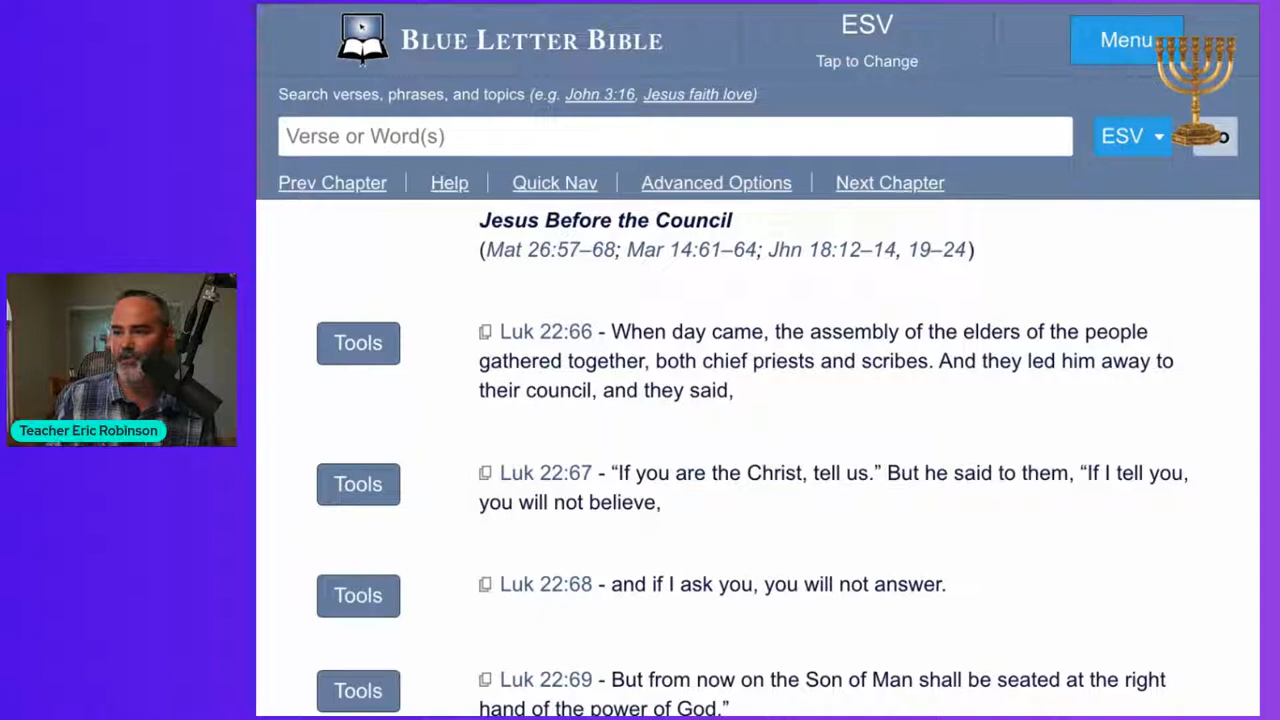 BLUE LETTER BIBLE
ESV
Tap to Change
Menu
Search verses, phrases, and topics (e.g. John 3:16, Jesus faith love)
Verse or Word(s)
ESV
Prev Chapter
Help
Quick Nav
Advanced Options
Next Chapter
Jesus Before the Council
(Mat 26:57–68; Mar 14:61–64; Jhn 18:12–14, 19–24)
Tools
Luk 22:66 - When day came, the assembly of the elders of the people
gathered together, both chief priests and scribes. And they led him away to
their council, and they said,
Teacher Eric Robinson
Tools
Luk 22:67 - “If you are the Christ, tell us.” But he said to them, “If I tell you,
you will not believe,
Tools
Luk 22:68 - and if I ask you, you will not answer.
Tools
Luk 22:69 - But from now on the Son of Man shall be seated at the right
hand of the power of God.”